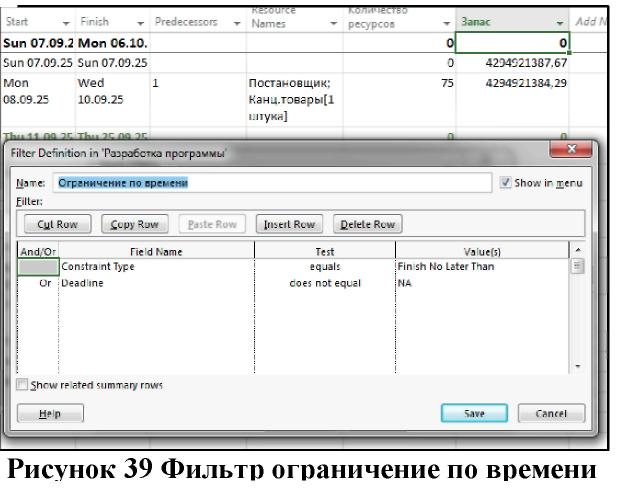 Start Finish Predecessors Resource Names Количество ресурсов Запас Add N
Sun 07.09.2 Mon 06.10. 0 0
Sun 07.09.25 Sun 07.09.25 0 4294921387,67
Mon 08.09.25 Wed 10.09.25 1 Постановщик; Канц.товары[1 штука] 75 4294921384,29
Thu 11.09.25 Thu 25.09.25 0 0
Filter Definition in 'Разработка программы'
Name: Ограничение по времени Show in menu
Filter:
Cut Row Copy Row Paste Row Insert Row Delete Row
And/Or Field Name Test Value(s)
Constraint Type equals Finish No Later Than
Or Deadline does not equal NA
Show related summary rows
Help Save Cancel
Рисунок 39 Фильтр ограничение по времени